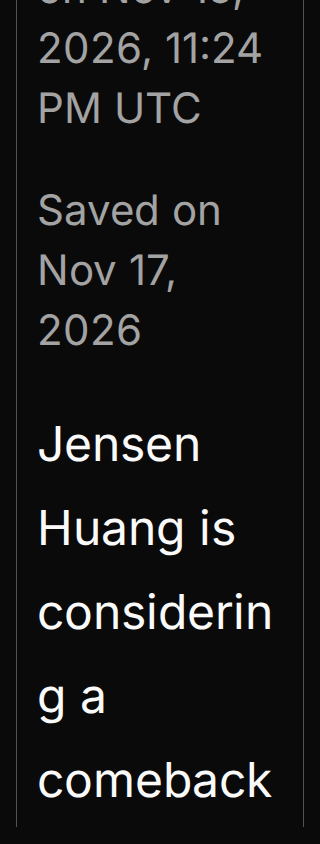 2026, 11:24
PM UTC
Saved on
Nov 17,
2026
Jensen
Huang is
considerin
g a
comeback